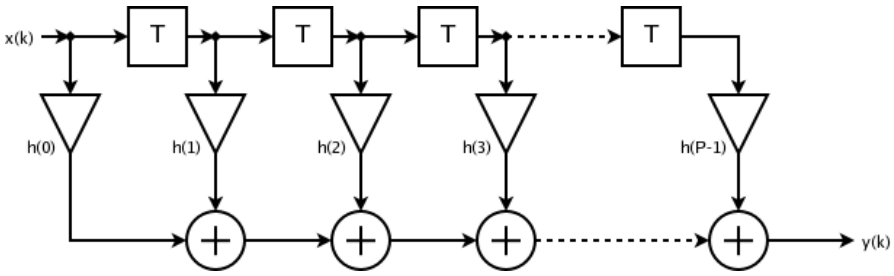 x(k)
T
T
T
T
h(0)
h(1)
h(2)
h(3)
h(P-1)
y(k)